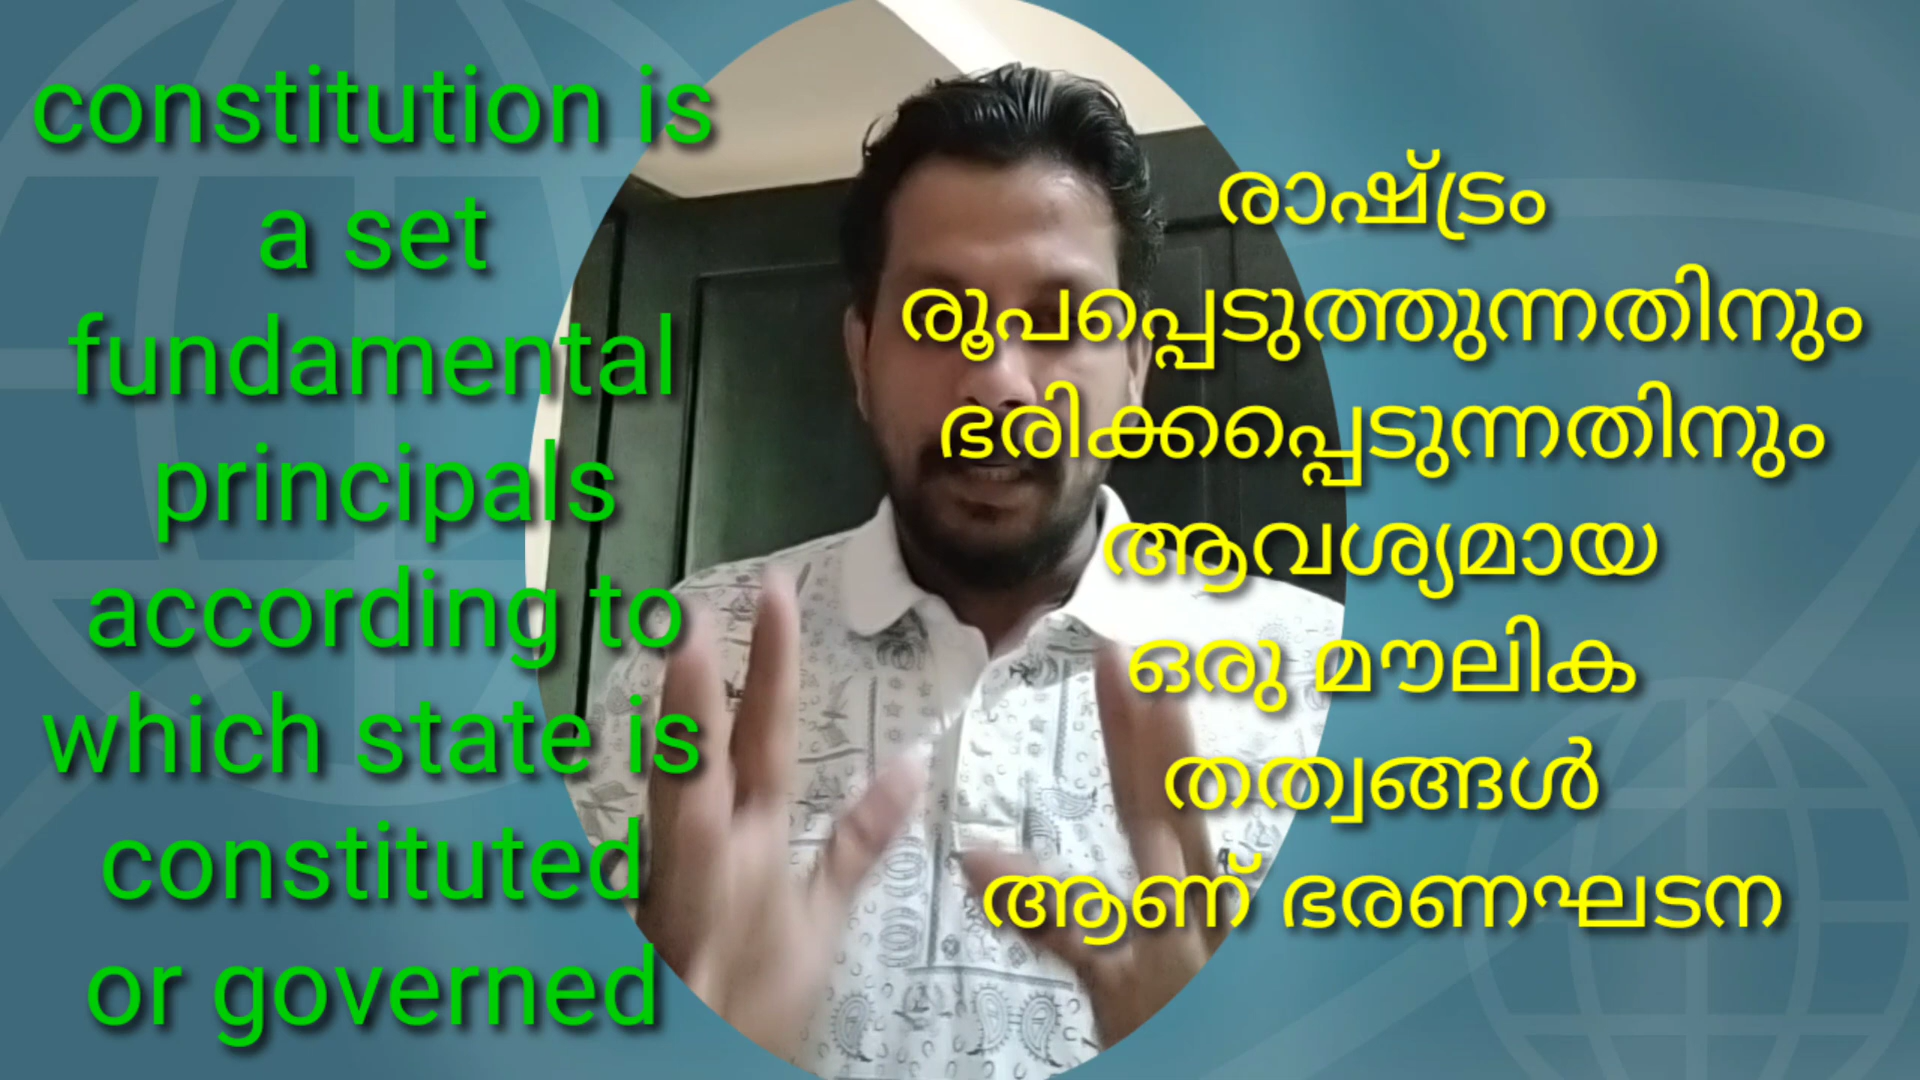 constitution is
a set
fundamental
principals
according to
which state is
constituted
or governed
രാഷ്ട്രം
രൂപപ്പെടുത്തുന്നതിനും
ഭരിക്കപ്പെടുന്നതിനും
ആവശ്യമായ
ഒരു മൗലിക
തത്വങ്ങൾ
ആണ് ഭരണഘടന